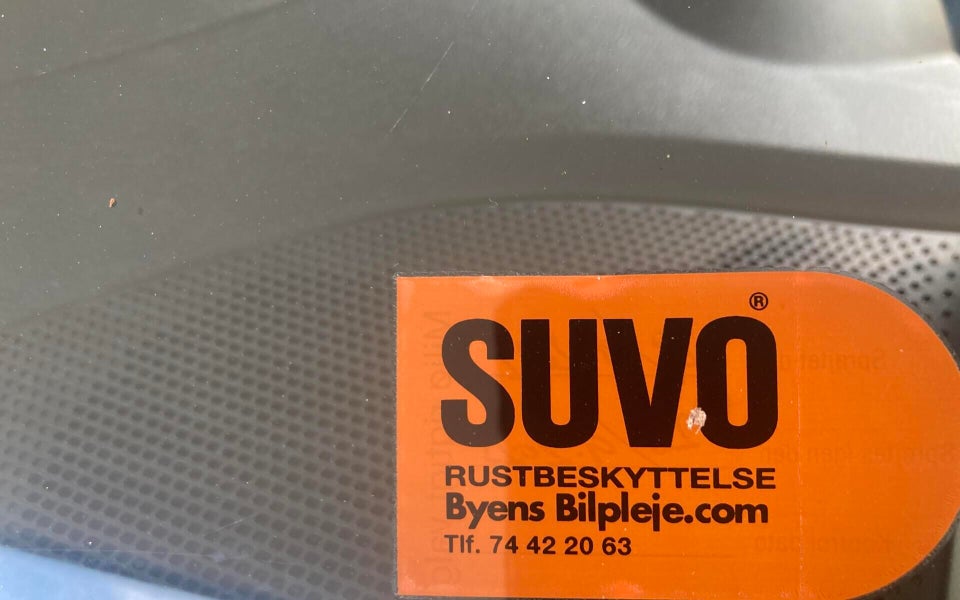 SUVO®
RUSTBESKYTTELSE
Byens Bilpleje.com
Tlf. 74 42 20 63